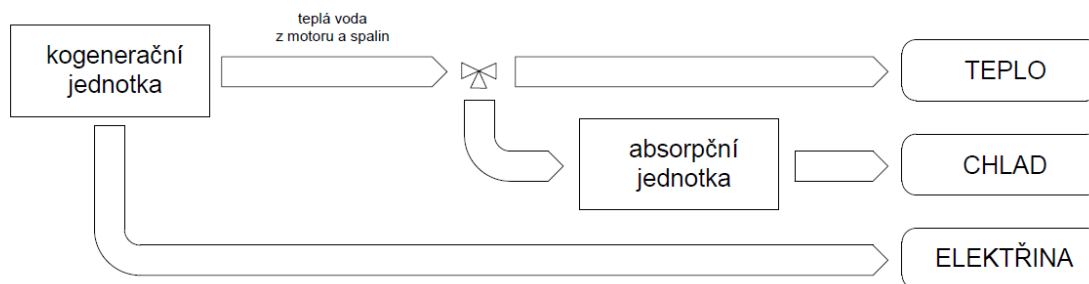 teplá voda
z motoru a spalin
kogenerační
jednotka
TEPLO
absorpční
jednotka
CHLAD
ELEKTŘINA